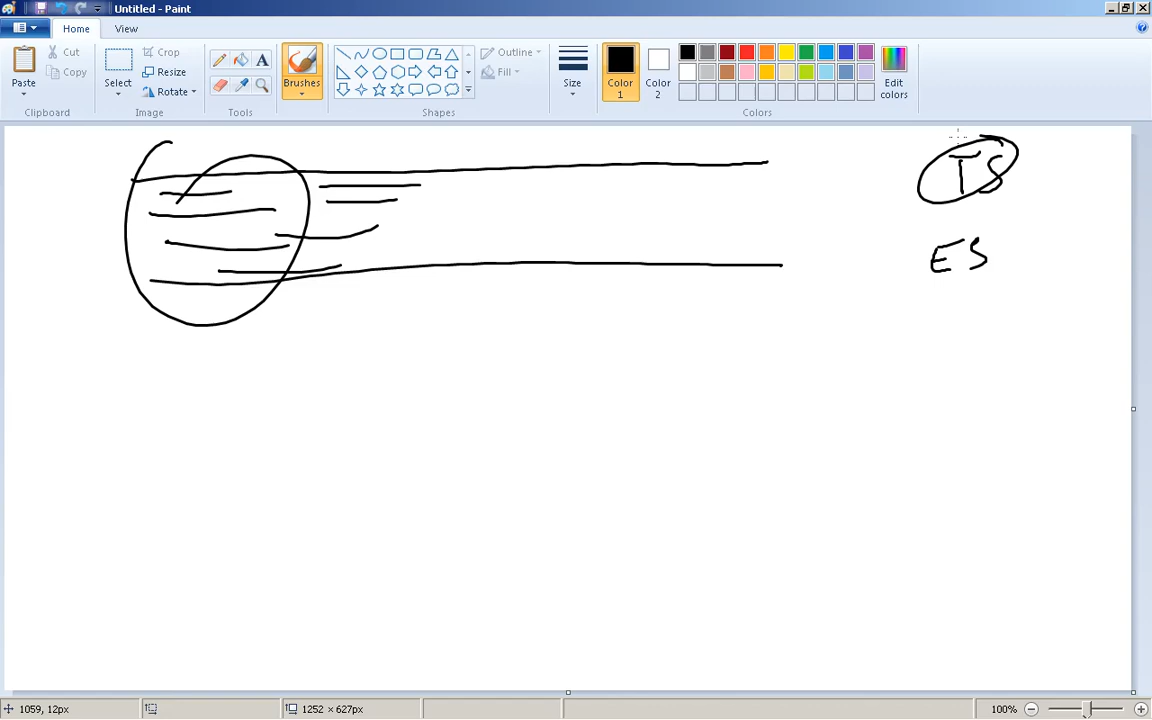 Untitled - Paint
Home View
Paste
Cut
Copy
Clipboard
Select
Crop
Resize
Rotate
Image
Tools
Brushes
Shapes
Outline
Fill
Size
Color 1
Color 2
Edit colors
Colors
TS
ES
1059, 12px
1252 × 627px
100%